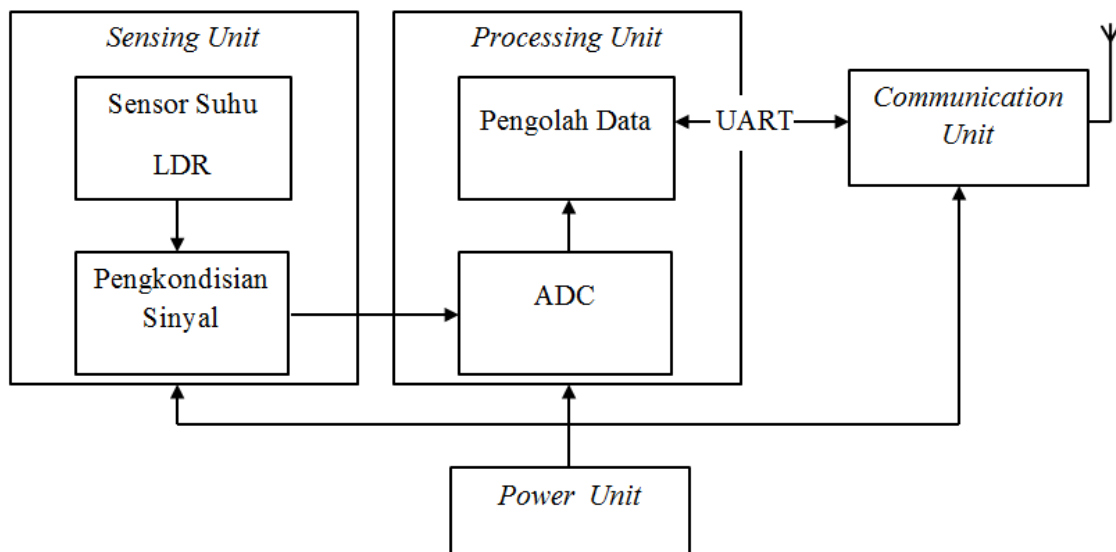 Sensing Unit
Sensor Suhu
LDR
Pengkondisian
Sinyal
Processing Unit
Pengolah Data
ADC
UART
Communication
Unit
Power Unit